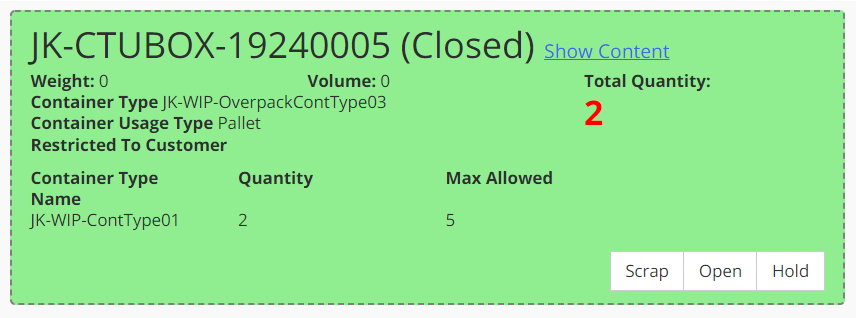 JK-CTUBOX-19240005 (Closed) Show Content
Weight: 0 Volume: 0 Total Quantity:
Container Type JK-WIP-OverpackContType03
2
Container Usage Type Pallet
Restricted To Customer
Container Type Name Quantity Max Allowed
JK-WIP-ContType01 2 5
Scrap Open Hold